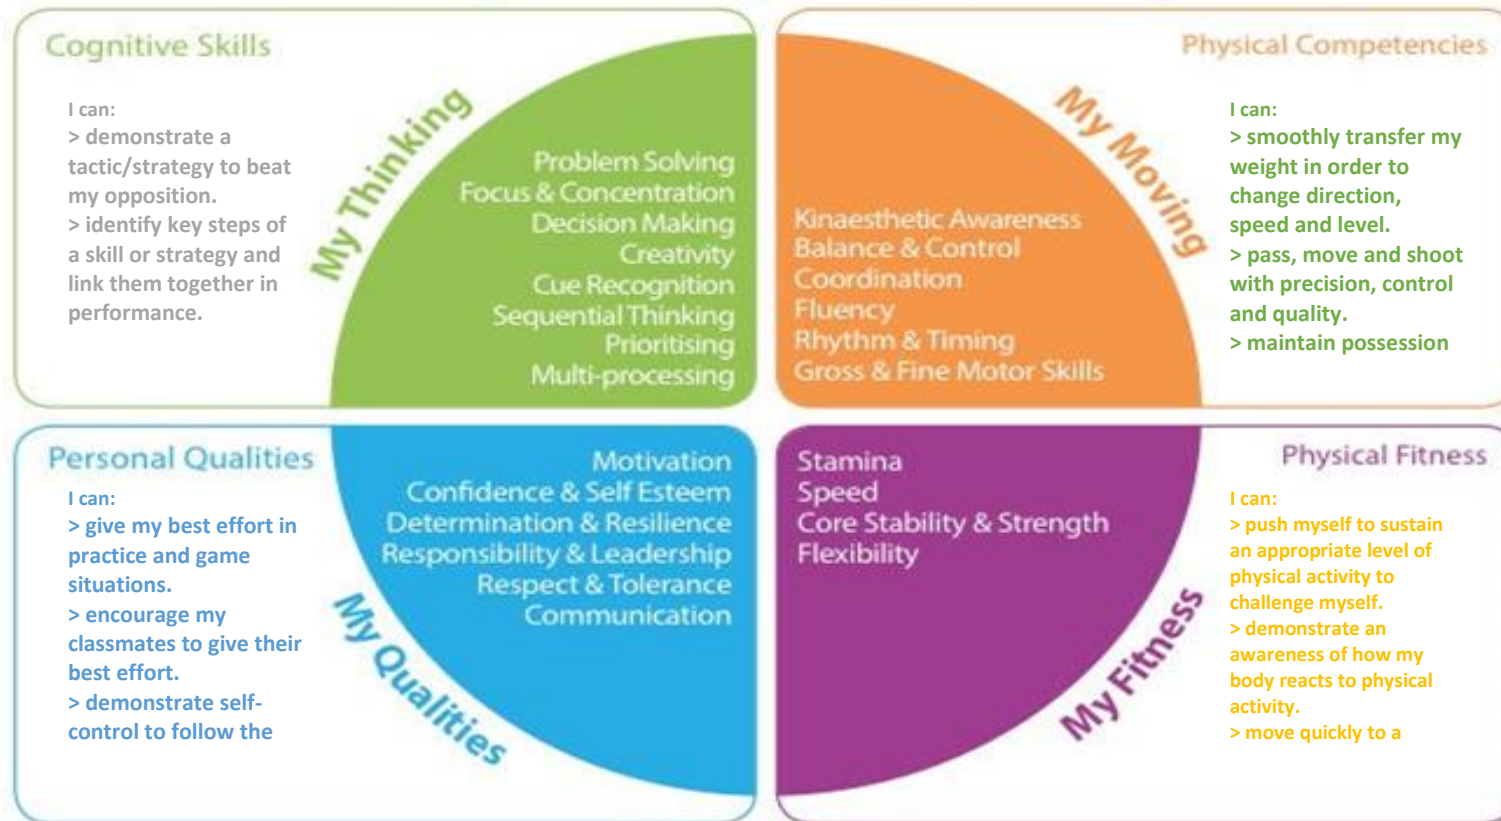 Cognitive Skills
I can:
> demonstrate a
tactic/strategy to beat
my opposition.
> identify key steps of
a skill or strategy and
link them together in
performance.
My Thinking
Problem Solving
Focus & Concentration
Decision Making
Creativity
Cue Recognition
Sequential Thinking
Prioritising
Multi-processing
Physical Competencies
My Moving
Kinaesthetic Awareness
Balance & Control
Coordination
Fluency
Rhythm & Timing
Gross & Fine Motor Skills
I can:
> smoothly transfer my
weight in order to
change direction,
speed and level.
> pass, move and shoot
with precision, control
and quality.
> maintain possession
Personal Qualities
I can:
> give my best effort in
practice and game
situations.
> encourage my
classmates to give their
best effort.
> demonstrate self-
control to follow the
My Qualities
Motivation
Confidence & Self Esteem
Determination & Resilience
Responsibility & Leadership
Respect & Tolerance
Communication
Physical Fitness
Stamina
Speed
Core Stability & Strength
Flexibility
My Fitness
I can:
> push myself to sustain
an appropriate level of
physical activity to
challenge myself.
> demonstrate an
awareness of how my
body reacts to physical
activity.
> move quickly to a